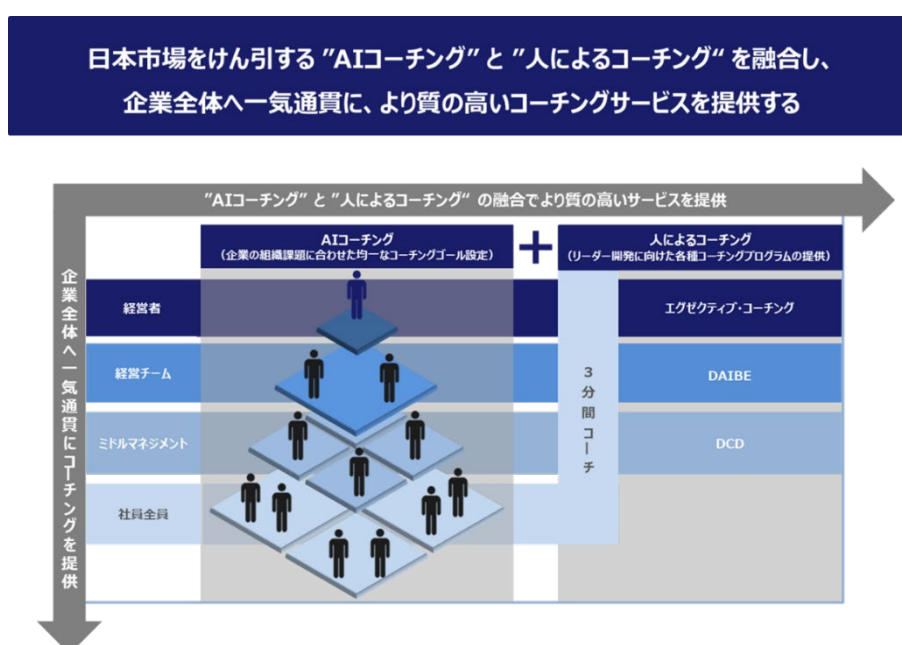 日本市場をけん引する ”AIコーチング” と ”人によるコーチング“ を融合し、
企業全体へ一気通貫に、より質の高いコーチングサービスを提供する
”AIコーチング” と ”人によるコーチング“ の融合でより質の高いサービスを提供
企業全体へ一気通貫にコーチングを提供
AIコーチング
(企業の組織課題に合わせた均一なコーチングゴール設定)
+
人によるコーチング
(リーダー開発に向けた各種コーチングプログラムの提供)
経営者
エグゼクティブ・コーチング
経営チーム
DAIBE
ミドルマネジメント
DCD
社員全員
3分間コーチ